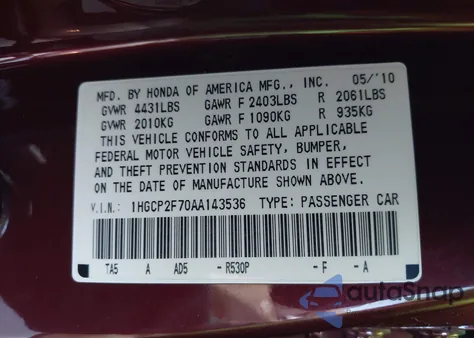 MFD. BY HONDA OF AMERICA MFG., INC. 05/'10
GVWR 4431LBS GAWR F 2403LBS R 2061LBS
GVWR 2010KG GAWR F 1090KG R 935KG
THIS VEHICLE CONFORMS TO ALL APPLICABLE
FEDERAL MOTOR VEHICLE SAFETY, BUMPER,
AND THEFT PREVENTION STANDARDS IN EFFECT
ON THE DATE OF MANUFACTURE SHOWN ABOVE.
V.I.N.: 1HGCP2F70AA143536 TYPE: PASSENGER CAR
TA5 A AD5 - R530P - F - A
autoSnap